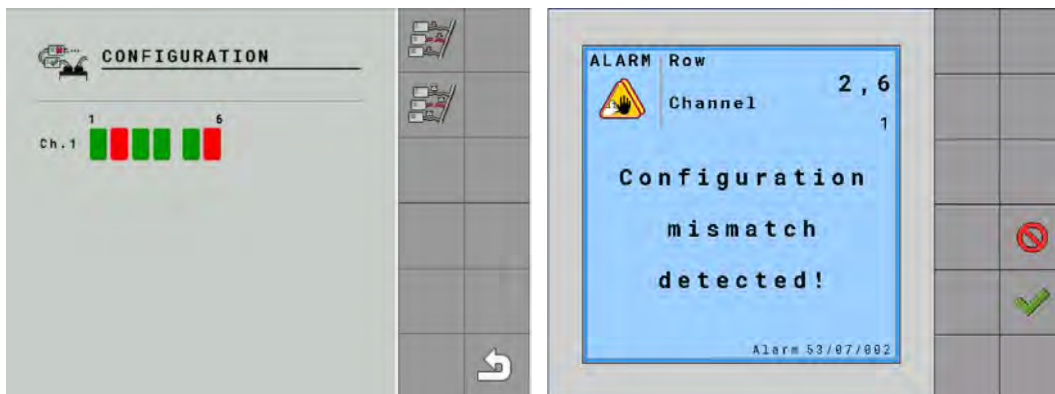 CONFIGURATION
1 6
Ch.1
ALARM Row
2,6
Channel
1
Configuration
mismatch
detected!
Alarm 53/07/002